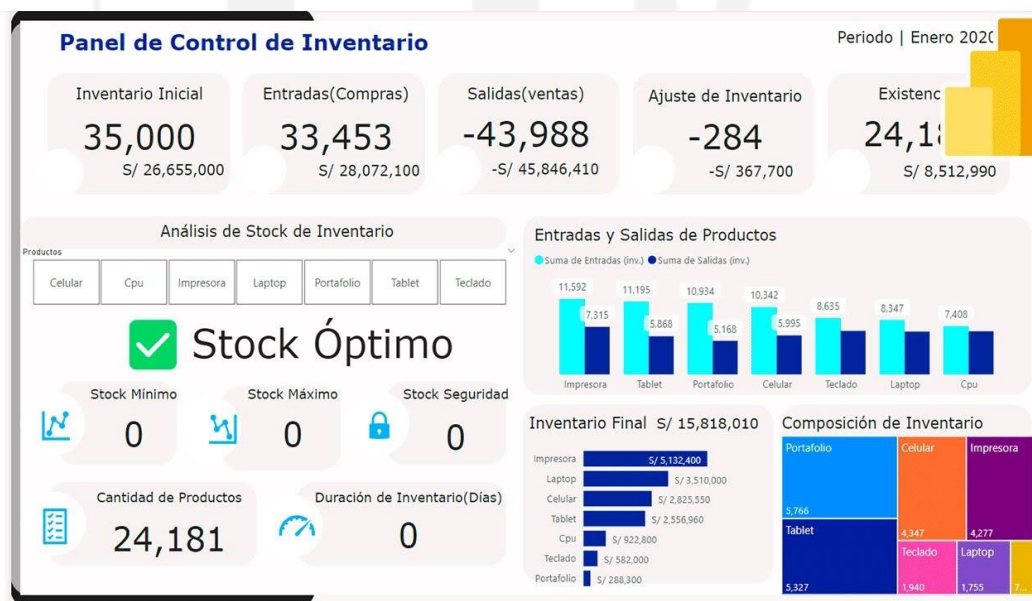 Panel de Control de Inventario
Periodo | Enero 2020
Inventario Inicial
35,000
S/ 26,655,000
Entradas(Compras)
33,453
S/ 28,072,100
Salidas(ventas)
-43,988
-S/ 45,846,410
Ajuste de Inventario
-284
-S/ 367,700
S/ 8,512,990
Análisis de Stock de Inventario
Productos
Celular
Cpu
Impresora
Laptop
Portafolio
Tablet
Teclado
Stock Óptimo
Stock Mínimo
0
Stock Máximo
0
Stock Seguridad
0
Cantidad de Productos
24,181
Duración de Inventario(Días)
0
Entradas y Salidas de Productos
Suma de Entradas (inv.) Suma de Salidas (inv.)
11,592
7,315
11,195
5,868
10,934
5,168
10,342
5,995
8,635
8,347
7,408
Impresora
Tablet
Portafolio
Celular
Teclado
Laptop
Cpu
Inventario Final S/ 15,818,010
Impresora S/ 5,132,400
Laptop S/ 3,510,000
Celular S/ 2,825,550
Tablet S/ 2,556,960
Cpu S/ 922,800
Teclado S/ 582,000
Portafolio S/ 288,300
Composición de Inventario
Portafolio
5,766
Celular
4,347
Impresora
4,277
Tablet
5,327
Teclado
1,940
Laptop
1,755
7...